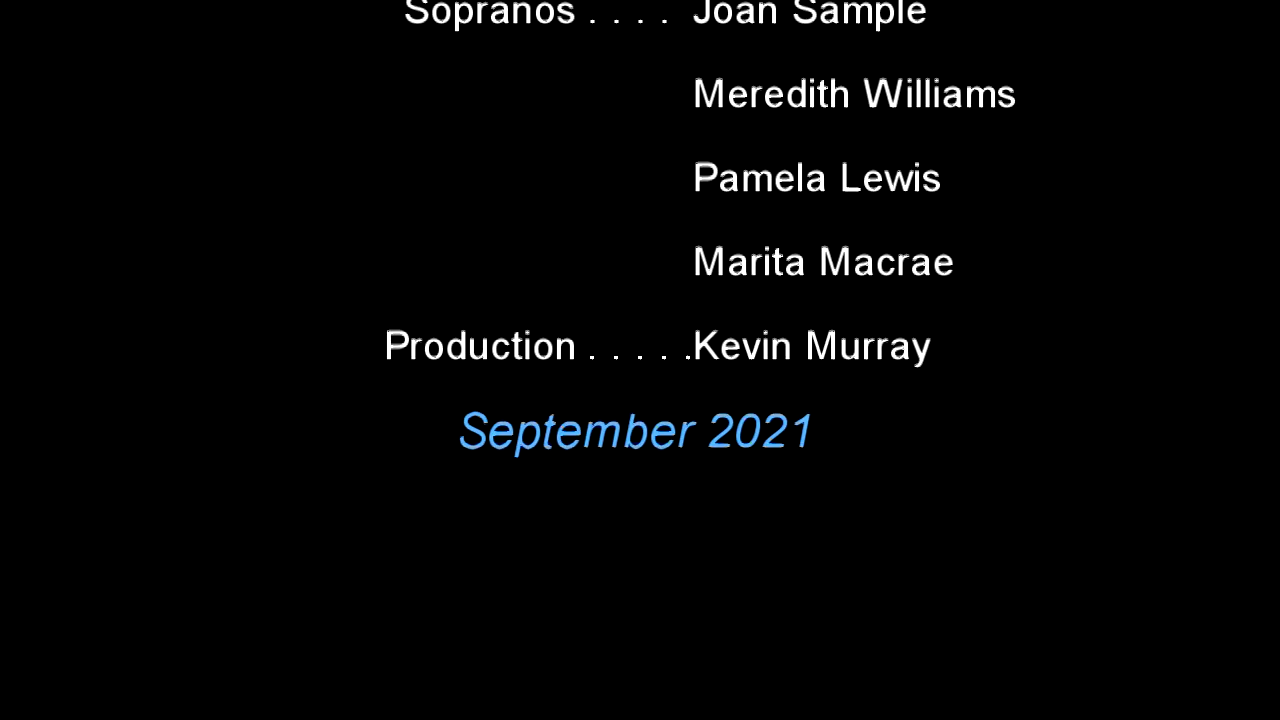 Sopranos . . . . Joan Sample
Meredith Williams
Pamela Lewis
Marita Macrae
Production . . . . .Kevin Murray
September 2021